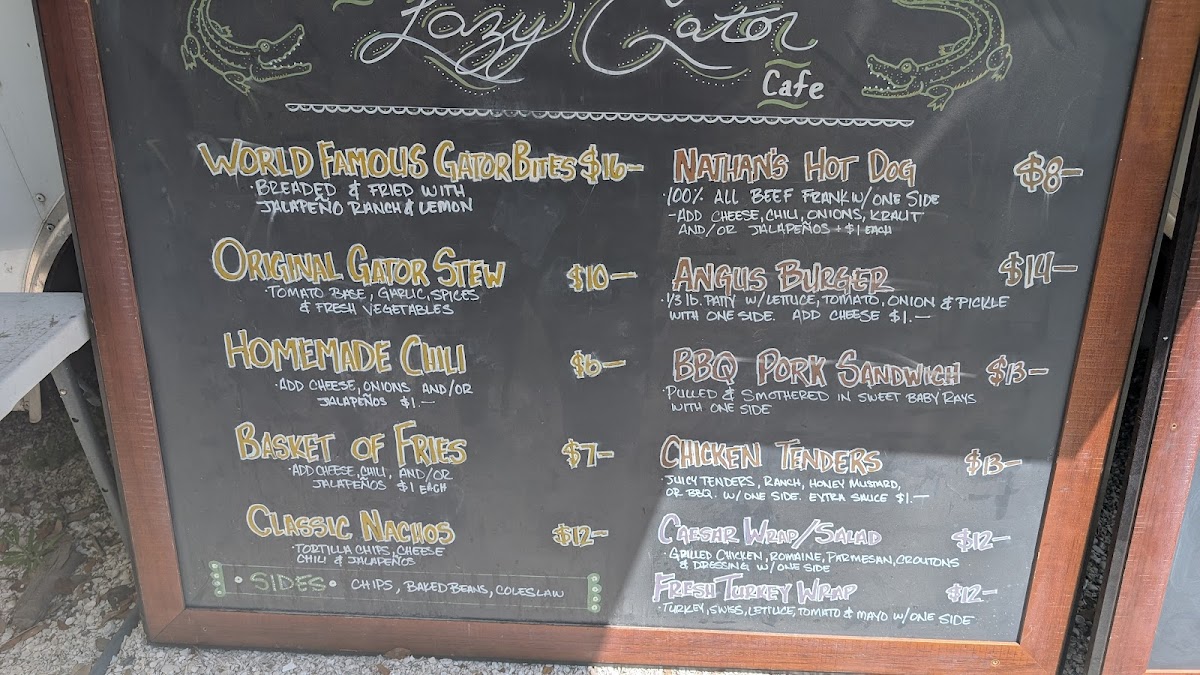 Lazy Gator
Cafe
World Famous Gator Bites $16—
· Breaded & Fried with
Jalapeño Ranch & Lemon
Original Gator Stew $10—
· Tomato Base, Garlic, Spices
& Fresh Vegetables
Homemade Chili $6—
· Add Cheese, Onions and/or
Jalapeños $1.—
Basket of Fries $7—
· Add Cheese, Chili, and/or
Jalapeños $1 each
Classic Nachos $12—
· Tortilla Chips, Cheese
Chili & Jalapeños
· Sides · Chips, Baked Beans, Coleslaw
Nathan's Hot Dog $8—
· 100% All Beef Frank w/ one side
- Add Cheese, Chili, Onions, Kraut
and/or Jalapeños + $1 each
Angus Burger $14—
· 1/3 lb. Patty w/ Lettuce, Tomato, Onion & Pickle
with one side. Add Cheese $1.—
BBQ Pork Sandwich $13—
· Pulled & Smothered in Sweet Baby Rays
with one side
Chicken Tenders $13—
· Juicy Tenders, Ranch, Honey Mustard,
or BBQ. w/ one side. Extra Sauce $1.—
Caesar Wrap/Salad $12—
· Grilled Chicken, Romaine, Parmesan, Croutons
& Dressing w/ one side
Fresh Turkey Wrap $12—
· Turkey, Swiss, Lettuce, Tomato & Mayo w/ one side